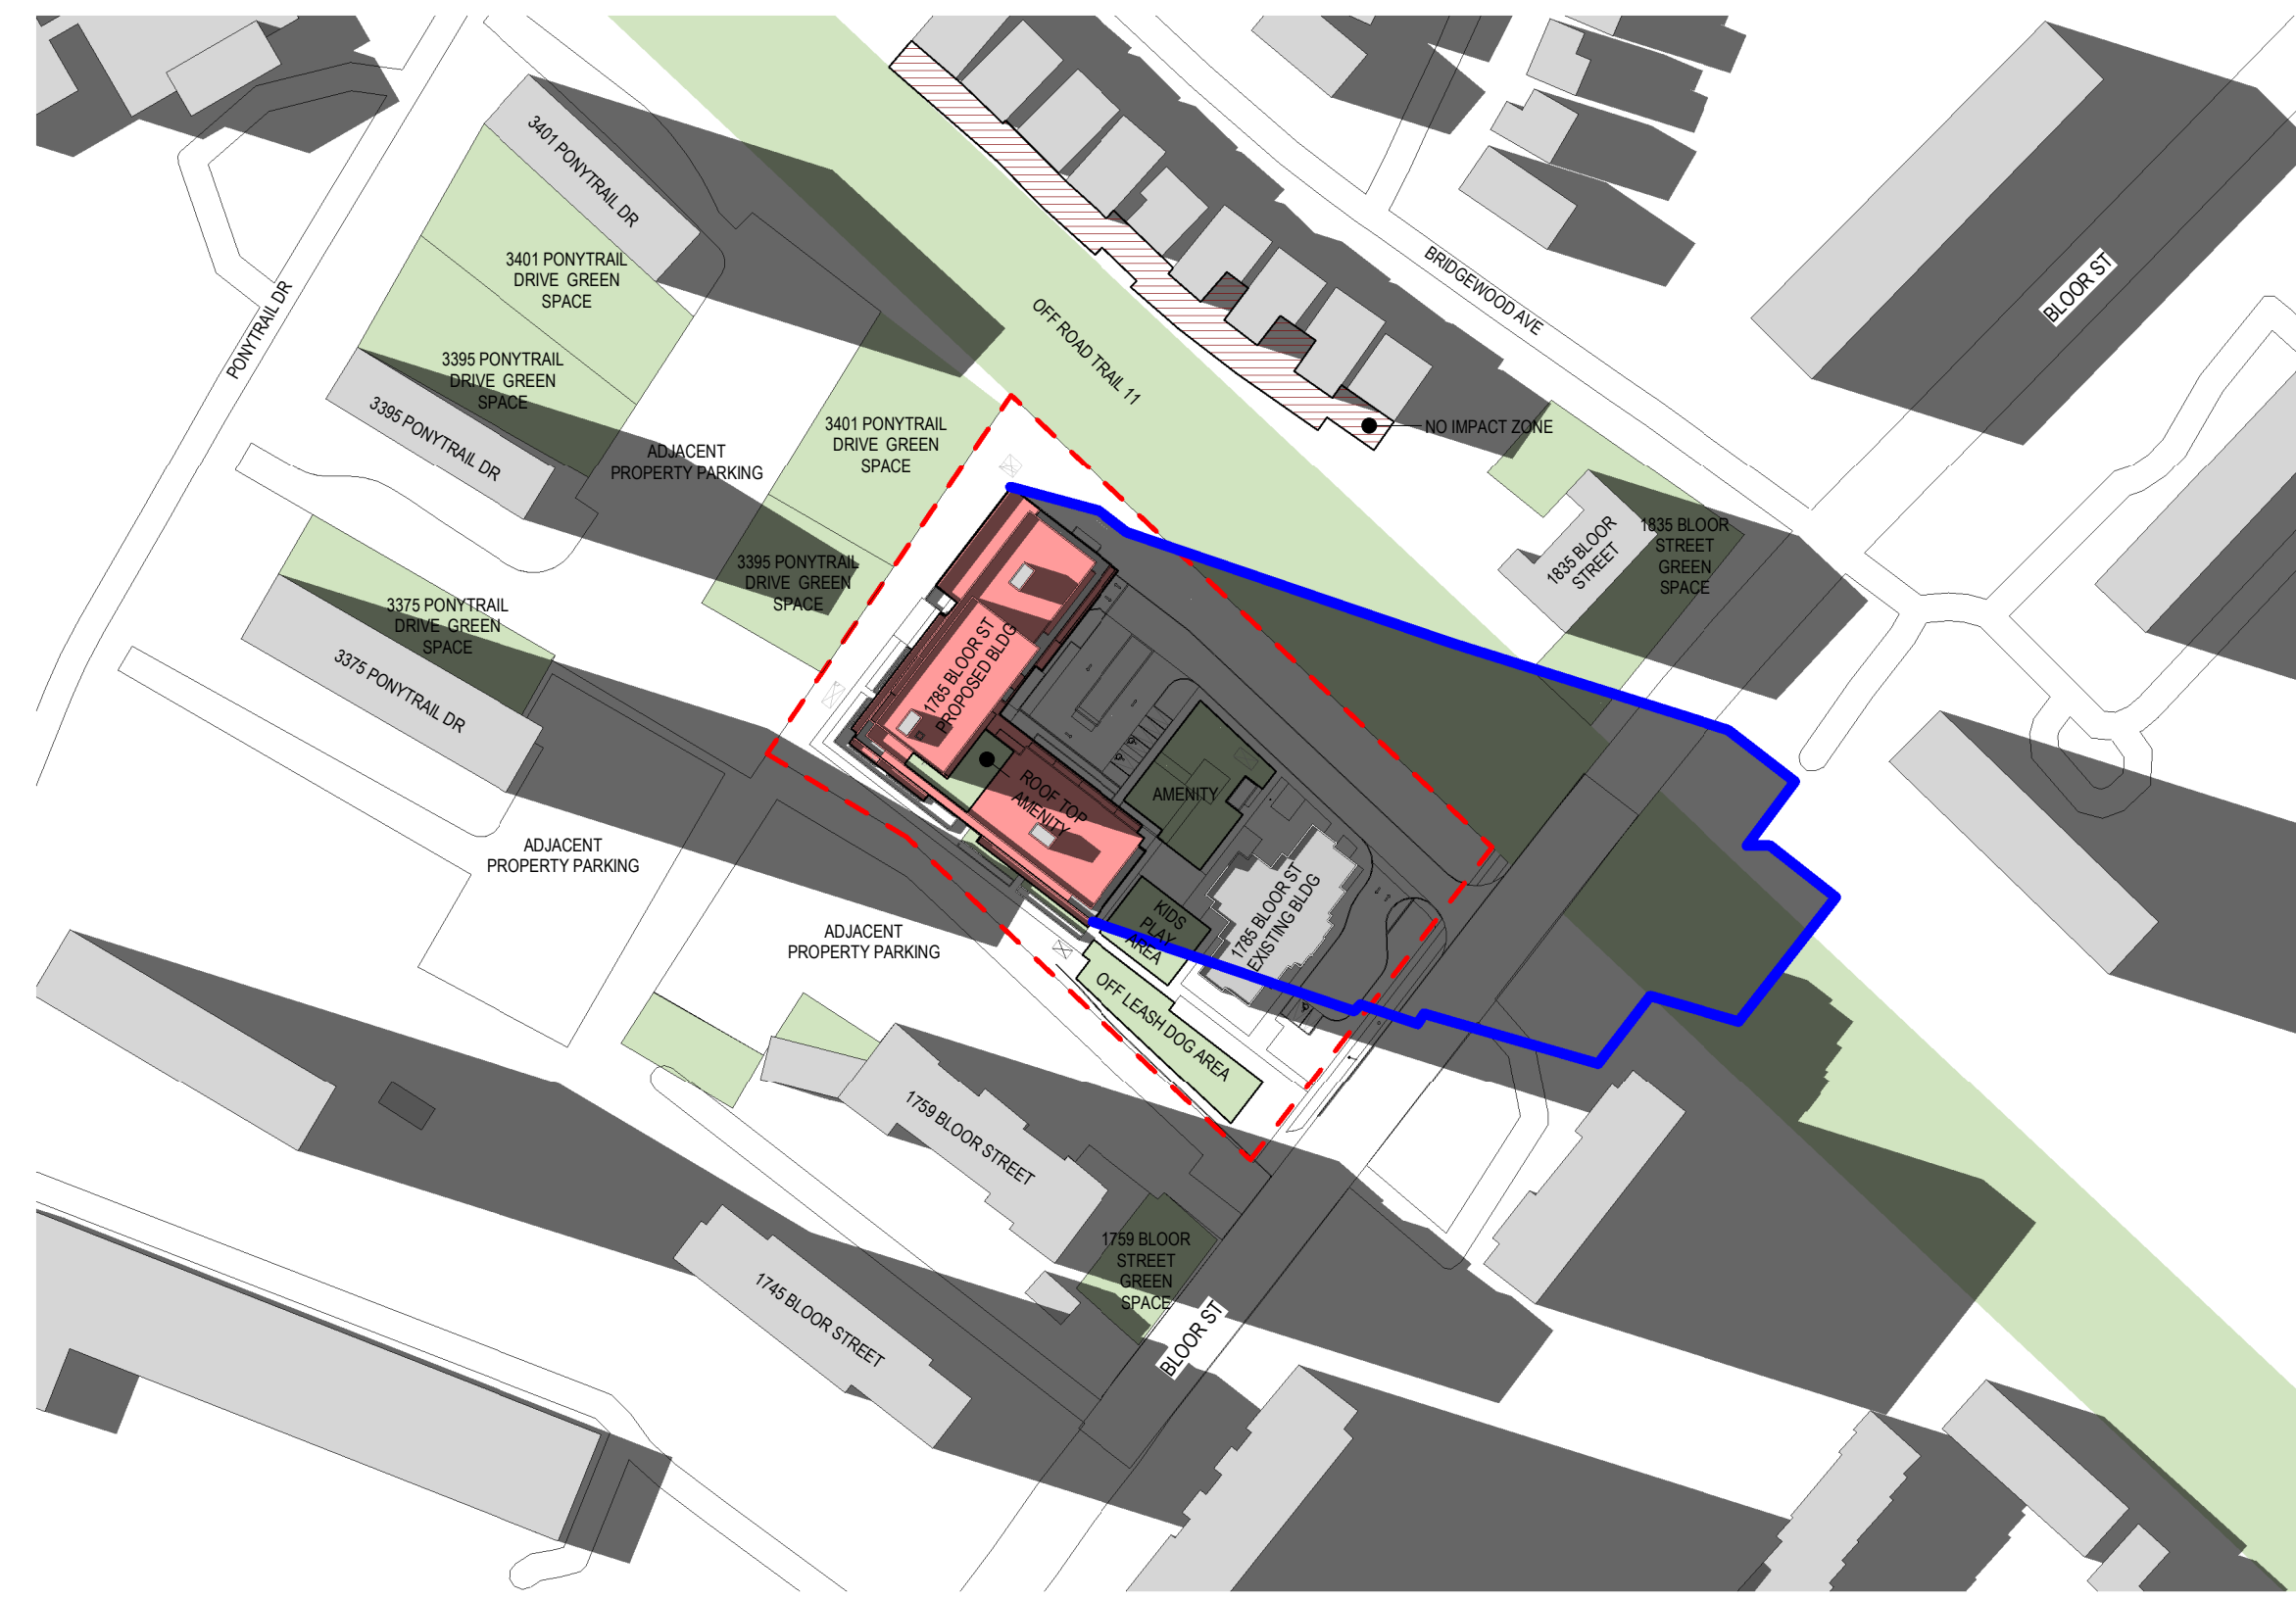 3401 PONYTRAIL DR
3401 PONYTRAIL
DRIVE GREEN
SPACE
PONYTRAIL DR
3395 PONYTRAIL
DRIVE GREEN
SPACE
3395 PONYTRAIL DR
ADJACENT
PROPERTY PARKING
3401 PONYTRAIL
DRIVE GREEN
SPACE
OFF ROAD TRAIL 11
BRIDGEWOOD AVE
BLOOR ST
NO IMPACT ZONE
3395 PONYTRAIL
DRIVE GREEN
SPACE
1835 BLOOR
STREET
1835 BLOOR
STREET
GREEN
SPACE
3375 PONYTRAIL
DRIVE GREEN
SPACE
3375 PONYTRAIL DR
1785 BLOOR ST
PROPOSED BLDG
ROOF TOP
AMENITY
AMENITY
ADJACENT
PROPERTY PARKING
ADJACENT
PROPERTY PARKING
KIDS
PLAY
AREA
1785 BLOOR ST
EXISTING BLDG
OFF LEASH DOG AREA
1759 BLOOR STREET
1759 BLOOR
STREET
GREEN
SPACE
1745 BLOOR STREET
BLOOR ST